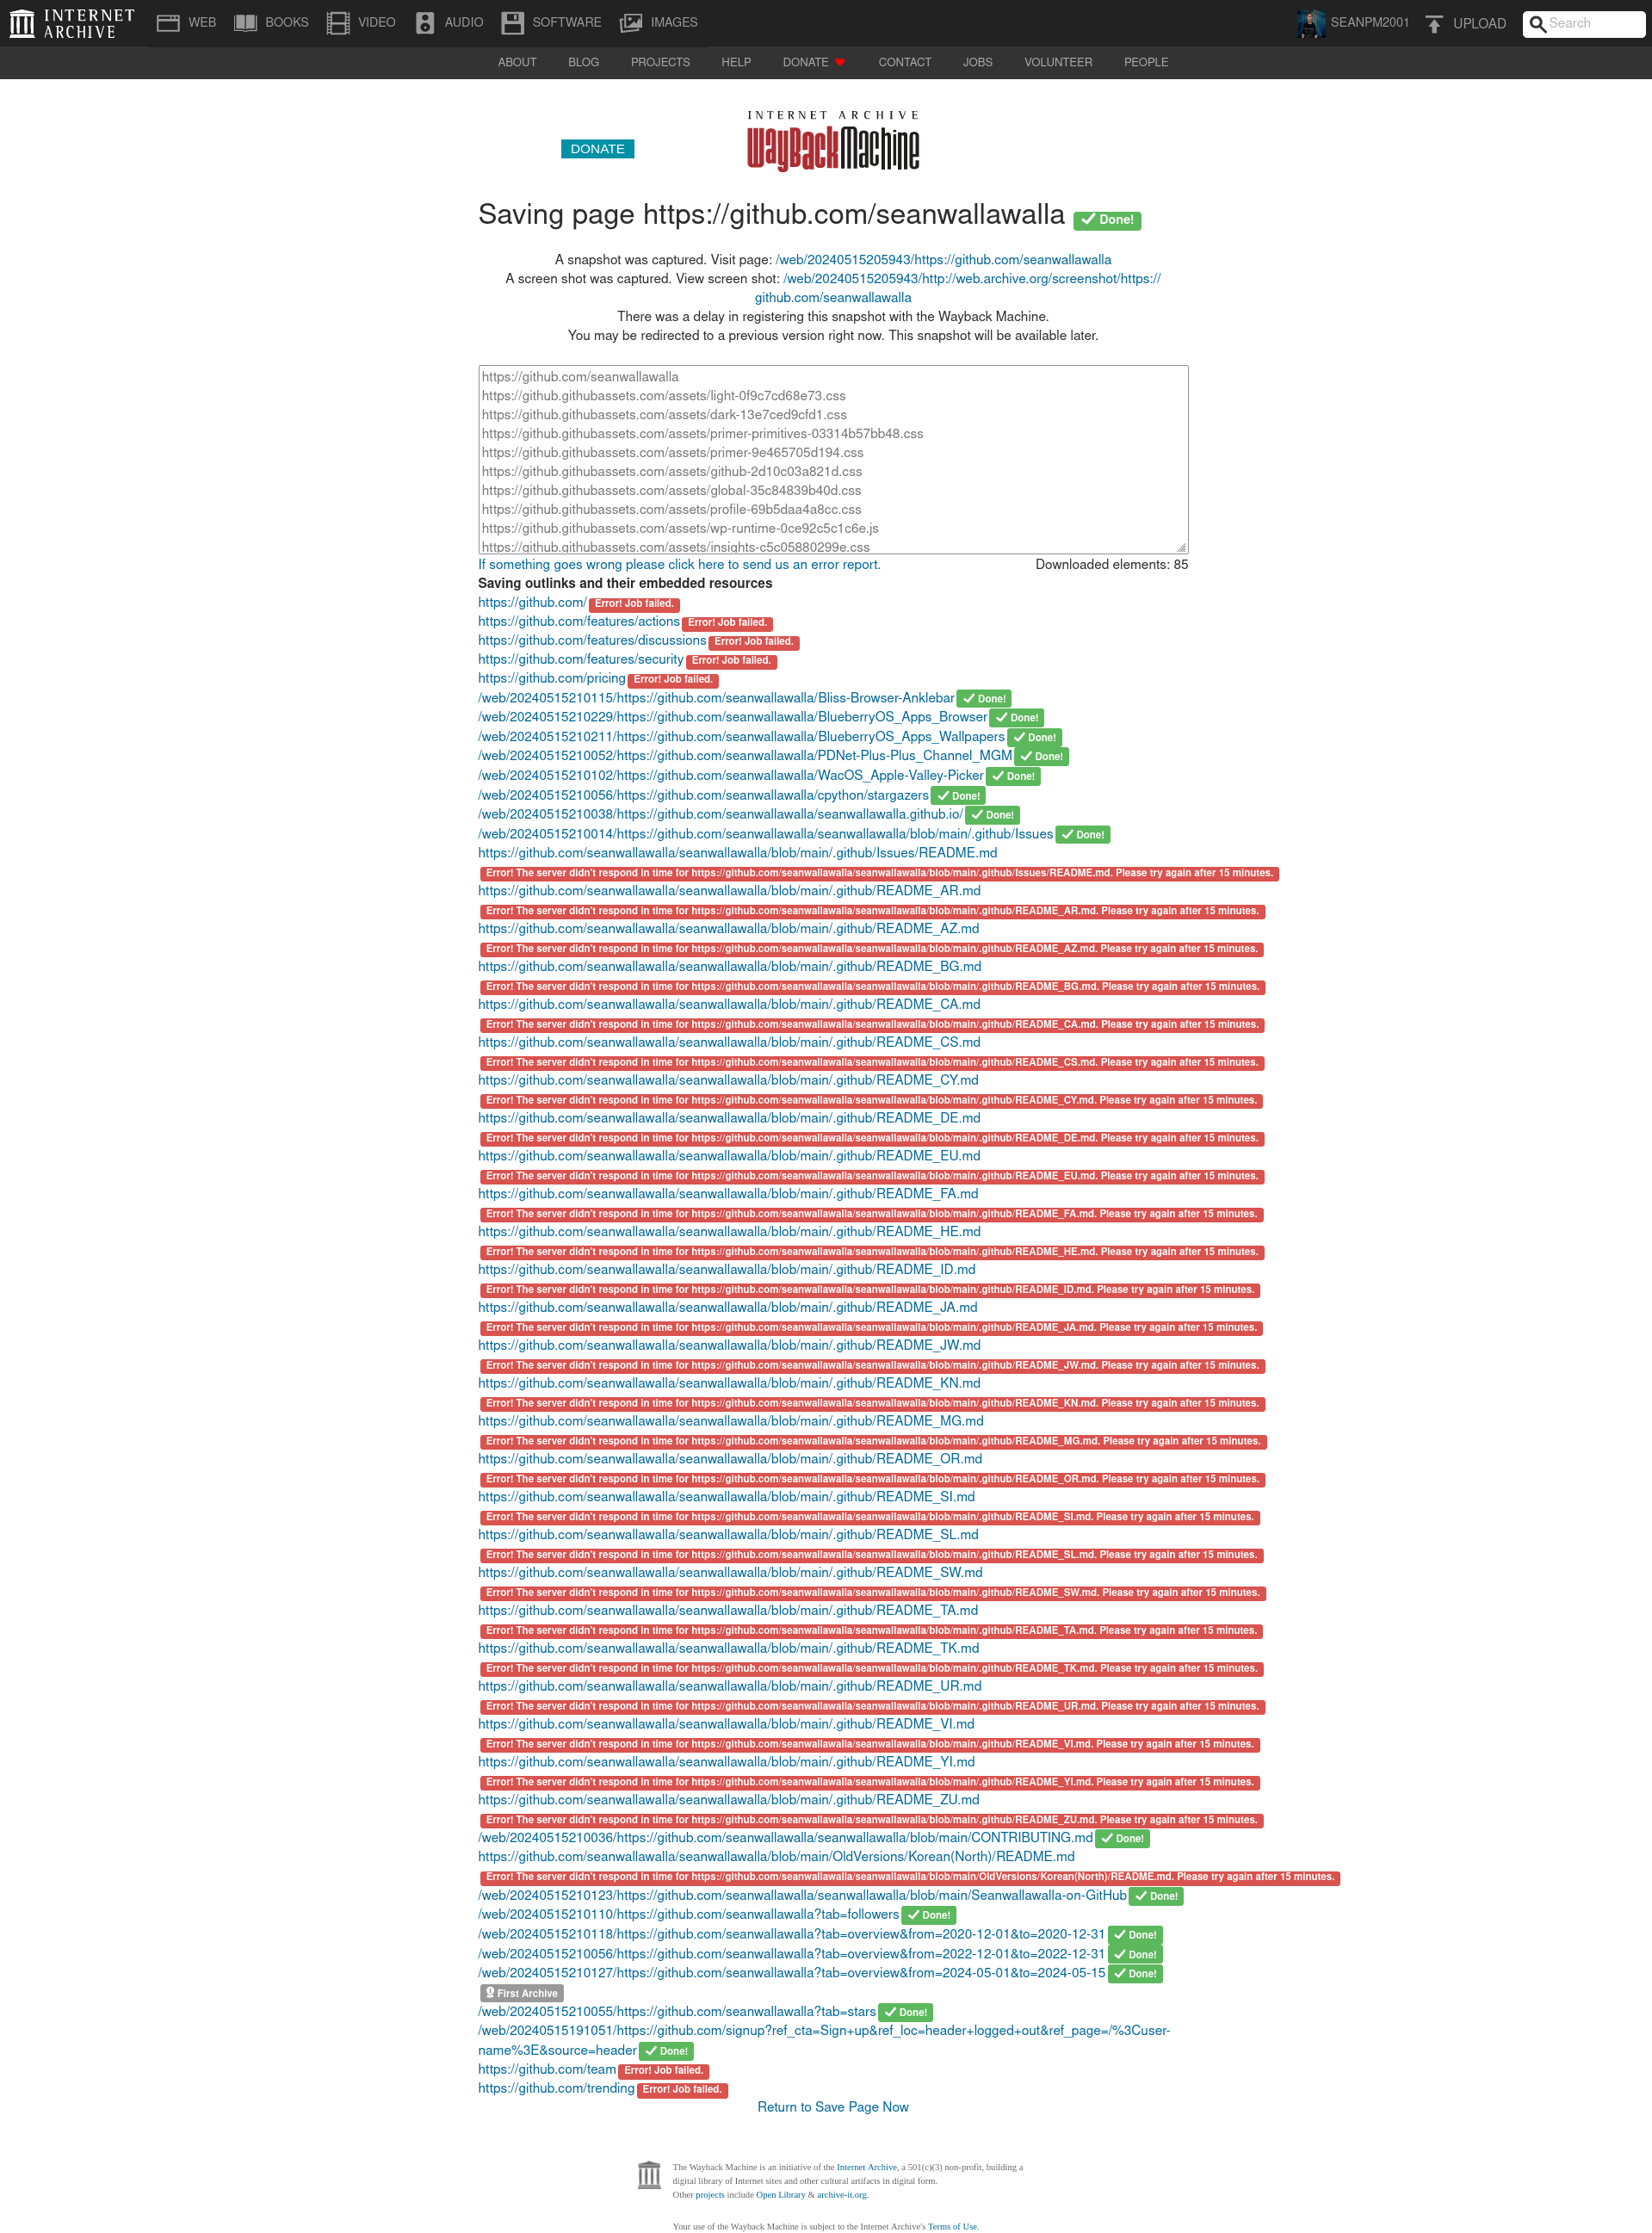 INTERNET ARCHIVE
WEB BOOKS VIDEO AUDIO SOFTWARE IMAGES SEANPM2001 UPLOAD Search
ABOUT BLOG PROJECTS HELP DONATE CONTACT JOBS VOLUNTEER PEOPLE
DONATE
INTERNET ARCHIVE
WayBackMachine
Saving page https://github.com/seanwallawalla Done!
A snapshot was captured. Visit page: /web/20240515205943/https://github.com/seanwallawalla
A screen shot was captured. View screen shot: /web/20240515205943/http://web.archive.org/screenshot/https://
github.com/seanwallawalla
There was a delay in registering this snapshot with the Wayback Machine.
You may be redirected to a previous version right now. This snapshot will be available later.
https://github.com/seanwallawalla
https://github.githubassets.com/assets/light-0f9c7cd68e73.css
https://github.githubassets.com/assets/dark-13e7ced9cfd1.css
https://github.githubassets.com/assets/primer-primitives-03314b57bb48.css
https://github.githubassets.com/assets/primer-9e465705d194.css
https://github.githubassets.com/assets/github-2d10c03a821d.css
https://github.githubassets.com/assets/global-35c84839b40d.css
https://github.githubassets.com/assets/profile-69b5daa4a8cc.css
https://github.githubassets.com/assets/wp-runtime-0ce92c5c1c6e.js
https://github.githubassets.com/assets/insights-c5c05880299e.css
If something goes wrong please click here to send us an error report. Downloaded elements: 85
Saving outlinks and their embedded resources
https://github.com/ Error! Job failed.
https://github.com/features/actions Error! Job failed.
https://github.com/features/discussions Error! Job failed.
https://github.com/features/security Error! Job failed.
https://github.com/pricing Error! Job failed.
/web/20240515210115/https://github.com/seanwallawalla/Bliss-Browser-Anklebar Done!
/web/20240515210229/https://github.com/seanwallawalla/BlueberryOS_Apps_Browser Done!
/web/20240515210211/https://github.com/seanwallawalla/BlueberryOS_Apps_Wallpapers Done!
/web/20240515210052/https://github.com/seanwallawalla/PDNet-Plus-Plus_Channel_MGM Done!
/web/20240515210102/https://github.com/seanwallawalla/WacOS_Apple-Valley-Picker Done!
/web/20240515210056/https://github.com/seanwallawalla/cpython/stargazers Done!
/web/20240515210038/https://github.com/seanwallawalla/seanwallawalla.github.io/ Done!
/web/20240515210014/https://github.com/seanwallawalla/seanwallawalla/blob/main/.github/Issues Done!
https://github.com/seanwallawalla/seanwallawalla/blob/main/.github/Issues/README.md
Error! The server didn't respond in time for https://github.com/seanwallawalla/seanwallawalla/blob/main/.github/Issues/README.md. Please try again after 15 minutes.
https://github.com/seanwallawalla/seanwallawalla/blob/main/.github/README_AR.md
Error! The server didn't respond in time for https://github.com/seanwallawalla/seanwallawalla/blob/main/.github/README_AR.md. Please try again after 15 minutes.
https://github.com/seanwallawalla/seanwallawalla/blob/main/.github/README_AZ.md
Error! The server didn't respond in time for https://github.com/seanwallawalla/seanwallawalla/blob/main/.github/README_AZ.md. Please try again after 15 minutes.
https://github.com/seanwallawalla/seanwallawalla/blob/main/.github/README_BG.md
Error! The server didn't respond in time for https://github.com/seanwallawalla/seanwallawalla/blob/main/.github/README_BG.md. Please try again after 15 minutes.
https://github.com/seanwallawalla/seanwallawalla/blob/main/.github/README_CA.md
Error! The server didn't respond in time for https://github.com/seanwallawalla/seanwallawalla/blob/main/.github/README_CA.md. Please try again after 15 minutes.
https://github.com/seanwallawalla/seanwallawalla/blob/main/.github/README_CS.md
Error! The server didn't respond in time for https://github.com/seanwallawalla/seanwallawalla/blob/main/.github/README_CS.md. Please try again after 15 minutes.
https://github.com/seanwallawalla/seanwallawalla/blob/main/.github/README_CY.md
Error! The server didn't respond in time for https://github.com/seanwallawalla/seanwallawalla/blob/main/.github/README_CY.md. Please try again after 15 minutes.
https://github.com/seanwallawalla/seanwallawalla/blob/main/.github/README_DE.md
Error! The server didn't respond in time for https://github.com/seanwallawalla/seanwallawalla/blob/main/.github/README_DE.md. Please try again after 15 minutes.
https://github.com/seanwallawalla/seanwallawalla/blob/main/.github/README_EU.md
Error! The server didn't respond in time for https://github.com/seanwallawalla/seanwallawalla/blob/main/.github/README_EU.md. Please try again after 15 minutes.
https://github.com/seanwallawalla/seanwallawalla/blob/main/.github/README_FA.md
Error! The server didn't respond in time for https://github.com/seanwallawalla/seanwallawalla/blob/main/.github/README_FA.md. Please try again after 15 minutes.
https://github.com/seanwallawalla/seanwallawalla/blob/main/.github/README_HE.md
Error! The server didn't respond in time for https://github.com/seanwallawalla/seanwallawalla/blob/main/.github/README_HE.md. Please try again after 15 minutes.
https://github.com/seanwallawalla/seanwallawalla/blob/main/.github/README_ID.md
Error! The server didn't respond in time for https://github.com/seanwallawalla/seanwallawalla/blob/main/.github/README_ID.md. Please try again after 15 minutes.
https://github.com/seanwallawalla/seanwallawalla/blob/main/.github/README_JA.md
Error! The server didn't respond in time for https://github.com/seanwallawalla/seanwallawalla/blob/main/.github/README_JA.md. Please try again after 15 minutes.
https://github.com/seanwallawalla/seanwallawalla/blob/main/.github/README_JW.md
Error! The server didn't respond in time for https://github.com/seanwallawalla/seanwallawalla/blob/main/.github/README_JW.md. Please try again after 15 minutes.
https://github.com/seanwallawalla/seanwallawalla/blob/main/.github/README_KN.md
Error! The server didn't respond in time for https://github.com/seanwallawalla/seanwallawalla/blob/main/.github/README_KN.md. Please try again after 15 minutes.
https://github.com/seanwallawalla/seanwallawalla/blob/main/.github/README_MG.md
Error! The server didn't respond in time for https://github.com/seanwallawalla/seanwallawalla/blob/main/.github/README_MG.md. Please try again after 15 minutes.
https://github.com/seanwallawalla/seanwallawalla/blob/main/.github/README_OR.md
Error! The server didn't respond in time for https://github.com/seanwallawalla/seanwallawalla/blob/main/.github/README_OR.md. Please try again after 15 minutes.
https://github.com/seanwallawalla/seanwallawalla/blob/main/.github/README_SI.md
Error! The server didn't respond in time for https://github.com/seanwallawalla/seanwallawalla/blob/main/.github/README_SI.md. Please try again after 15 minutes.
https://github.com/seanwallawalla/seanwallawalla/blob/main/.github/README_SL.md
Error! The server didn't respond in time for https://github.com/seanwallawalla/seanwallawalla/blob/main/.github/README_SL.md. Please try again after 15 minutes.
https://github.com/seanwallawalla/seanwallawalla/blob/main/.github/README_SW.md
Error! The server didn't respond in time for https://github.com/seanwallawalla/seanwallawalla/blob/main/.github/README_SW.md. Please try again after 15 minutes.
https://github.com/seanwallawalla/seanwallawalla/blob/main/.github/README_TA.md
Error! The server didn't respond in time for https://github.com/seanwallawalla/seanwallawalla/blob/main/.github/README_TA.md. Please try again after 15 minutes.
https://github.com/seanwallawalla/seanwallawalla/blob/main/.github/README_TK.md
Error! The server didn't respond in time for https://github.com/seanwallawalla/seanwallawalla/blob/main/.github/README_TK.md. Please try again after 15 minutes.
https://github.com/seanwallawalla/seanwallawalla/blob/main/.github/README_UR.md
Error! The server didn't respond in time for https://github.com/seanwallawalla/seanwallawalla/blob/main/.github/README_UR.md. Please try again after 15 minutes.
https://github.com/seanwallawalla/seanwallawalla/blob/main/.github/README_VI.md
Error! The server didn't respond in time for https://github.com/seanwallawalla/seanwallawalla/blob/main/.github/README_VI.md. Please try again after 15 minutes.
https://github.com/seanwallawalla/seanwallawalla/blob/main/.github/README_YI.md
Error! The server didn't respond in time for https://github.com/seanwallawalla/seanwallawalla/blob/main/.github/README_YI.md. Please try again after 15 minutes.
https://github.com/seanwallawalla/seanwallawalla/blob/main/.github/README_ZU.md
Error! The server didn't respond in time for https://github.com/seanwallawalla/seanwallawalla/blob/main/.github/README_ZU.md. Please try again after 15 minutes.
/web/20240515210036/https://github.com/seanwallawalla/seanwallawalla/blob/main/CONTRIBUTING.md Done!
https://github.com/seanwallawalla/seanwallawalla/blob/main/OldVersions/Korean(North)/README.md
Error! The server didn't respond in time for https://github.com/seanwallawalla/seanwallawalla/blob/main/OldVersions/Korean(North)/README.md. Please try again after 15 minutes.
/web/20240515210123/https://github.com/seanwallawalla/seanwallawalla/blob/main/Seanwallawalla-on-GitHub Done!
/web/20240515210110/https://github.com/seanwallawalla?tab=followers Done!
/web/20240515210118/https://github.com/seanwallawalla?tab=overview&from=2020-12-01&to=2020-12-31 Done!
/web/20240515210056/https://github.com/seanwallawalla?tab=overview&from=2022-12-01&to=2022-12-31 Done!
/web/20240515210127/https://github.com/seanwallawalla?tab=overview&from=2024-05-01&to=2024-05-15 Done!
First Archive
/web/20240515210055/https://github.com/seanwallawalla?tab=stars Done!
/web/20240515191051/https://github.com/signup?ref_cta=Sign+up&ref_loc=header+logged+out&ref_page=/%3Cuser-
name%3E&source=header Done!
https://github.com/team Error! Job failed.
https://github.com/trending Error! Job failed.
Return to Save Page Now
The Wayback Machine is an initiative of the Internet Archive, a 501(c)(3) non-profit, building a
digital library of Internet sites and other cultural artifacts in digital form.
Other projects include Open Library & archive-it.org.
Your use of the Wayback Machine is subject to the Internet Archive's Terms of Use.